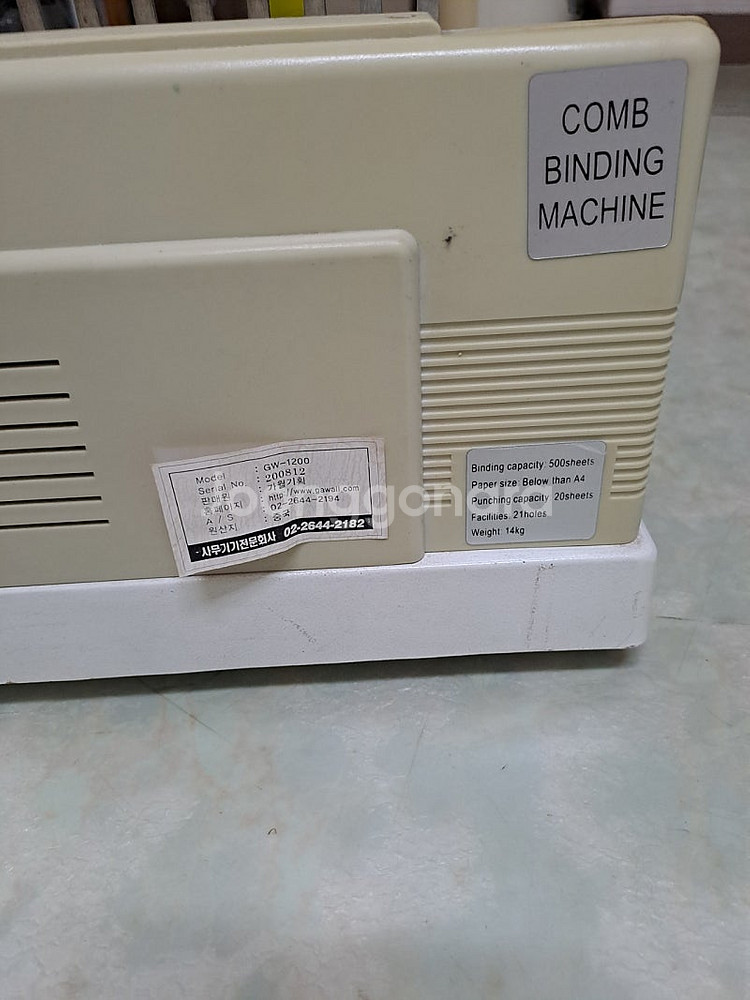 COMB
BINDING
MACHINE
Model : GW-1200
Serial No. : 200812
판매원 : 가월기획
홈페이지 : http://www.gawall.com
A / S : 02-2644-2194
원산지 : 중국
·사무기기전문회사 02-2644-2182
Binding capacity: 500sheets
Paper size: Below than A4
Punching capacity: 20sheets
Facilities: 21holes
Weight: 14kg